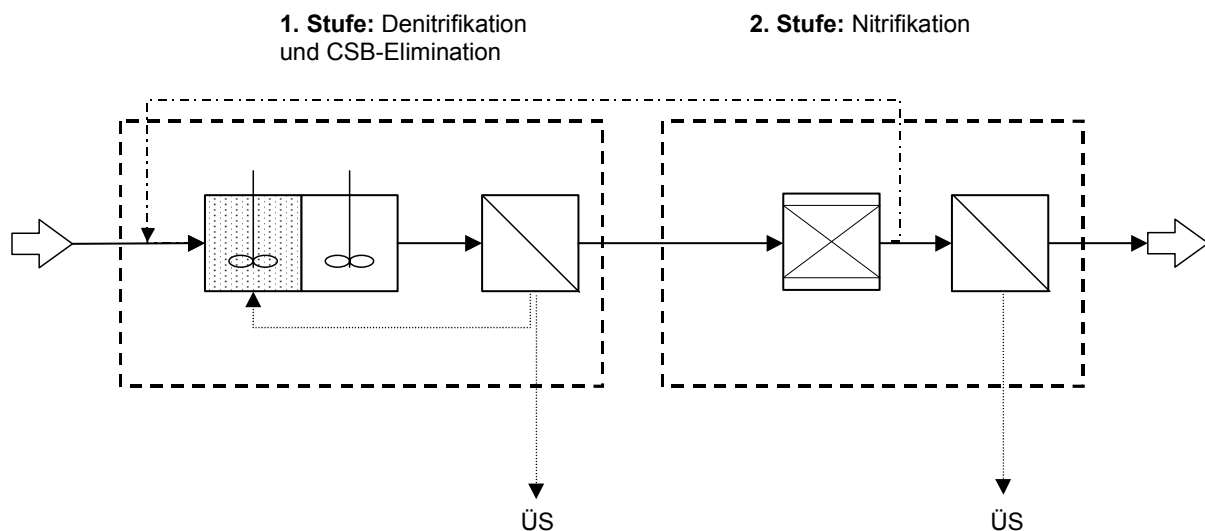 1. Stufe: Denitrifikation
und CSB-Elimination
2. Stufe: Nitrifikation
ÜS
ÜS